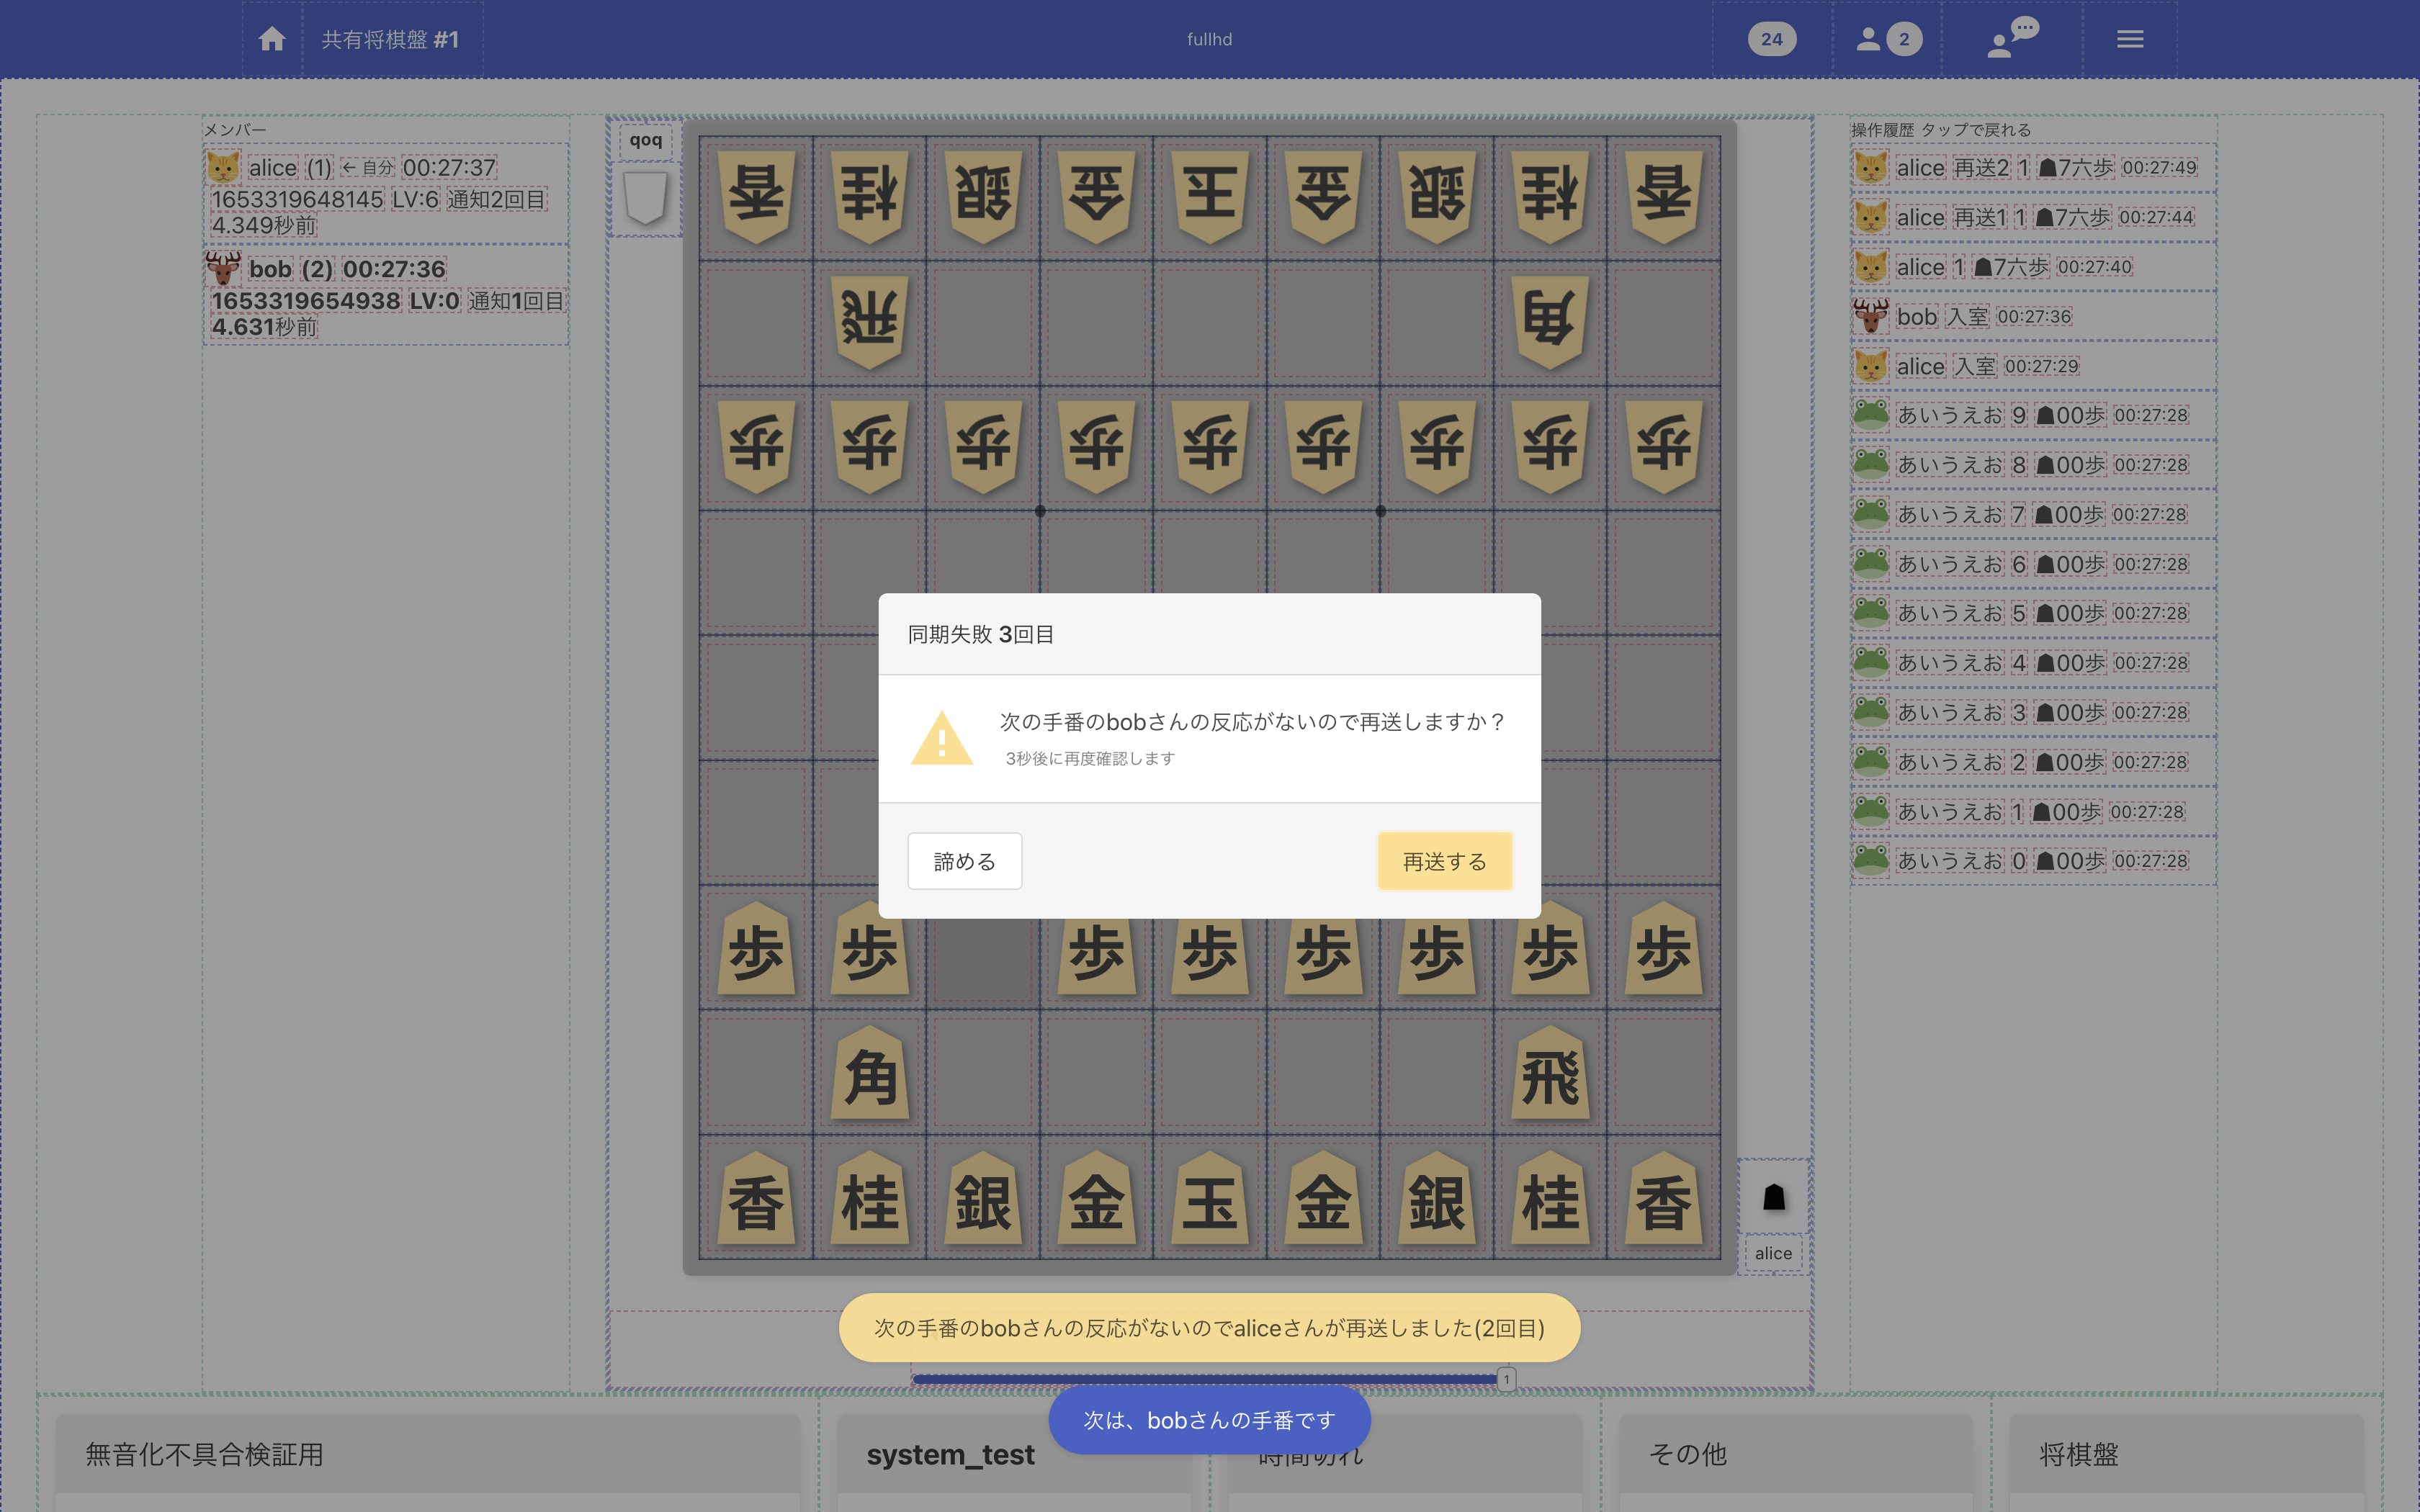 共有将棋盤 #1
fullhd
24
2
メンバー
alice (1) ← 自分 00:27:37
1653319648145 LV:6 通知2回目
4.349秒前
bob (2) 00:27:36
1653319654938 LV:0 通知1回目
4.631秒前
qoq
香 桂 銀 金 玉 金 銀 桂 香
飛 角
歩 歩 歩 歩 歩 歩 歩 歩 歩
同期失敗 3回目
次の手番のbobさんの反応がないので再送しますか？
3秒後に再度確認します
諦める
再送する
歩 歩 歩 歩 歩 歩 歩 歩
角 飛
香 桂 銀 金 玉 金 銀 桂 香
alice
次の手番のbobさんの反応がないのでaliceさんが再送しました(2回目)
1
次は、bobさんの手番です
操作履歴 タップで戻れる
alice 再送2 1 ☗7六歩 00:27:49
alice 再送1 1 ☗7六歩 00:27:44
alice 1 ☗7六歩 00:27:40
bob 入室 00:27:36
alice 入室 00:27:29
あいうえお 9 ☗00歩 00:27:28
あいうえお 8 ☗00歩 00:27:28
あいうえお 7 ☗00歩 00:27:28
あいうえお 6 ☗00歩 00:27:28
あいうえお 5 ☗00歩 00:27:28
あいうえお 4 ☗00歩 00:27:28
あいうえお 3 ☗00歩 00:27:28
あいうえお 2 ☗00歩 00:27:28
あいうえお 1 ☗00歩 00:27:28
あいうえお 0 ☗00歩 00:27:28
無音化不具合検証用
system_test
時間切れ
その他
将棋盤